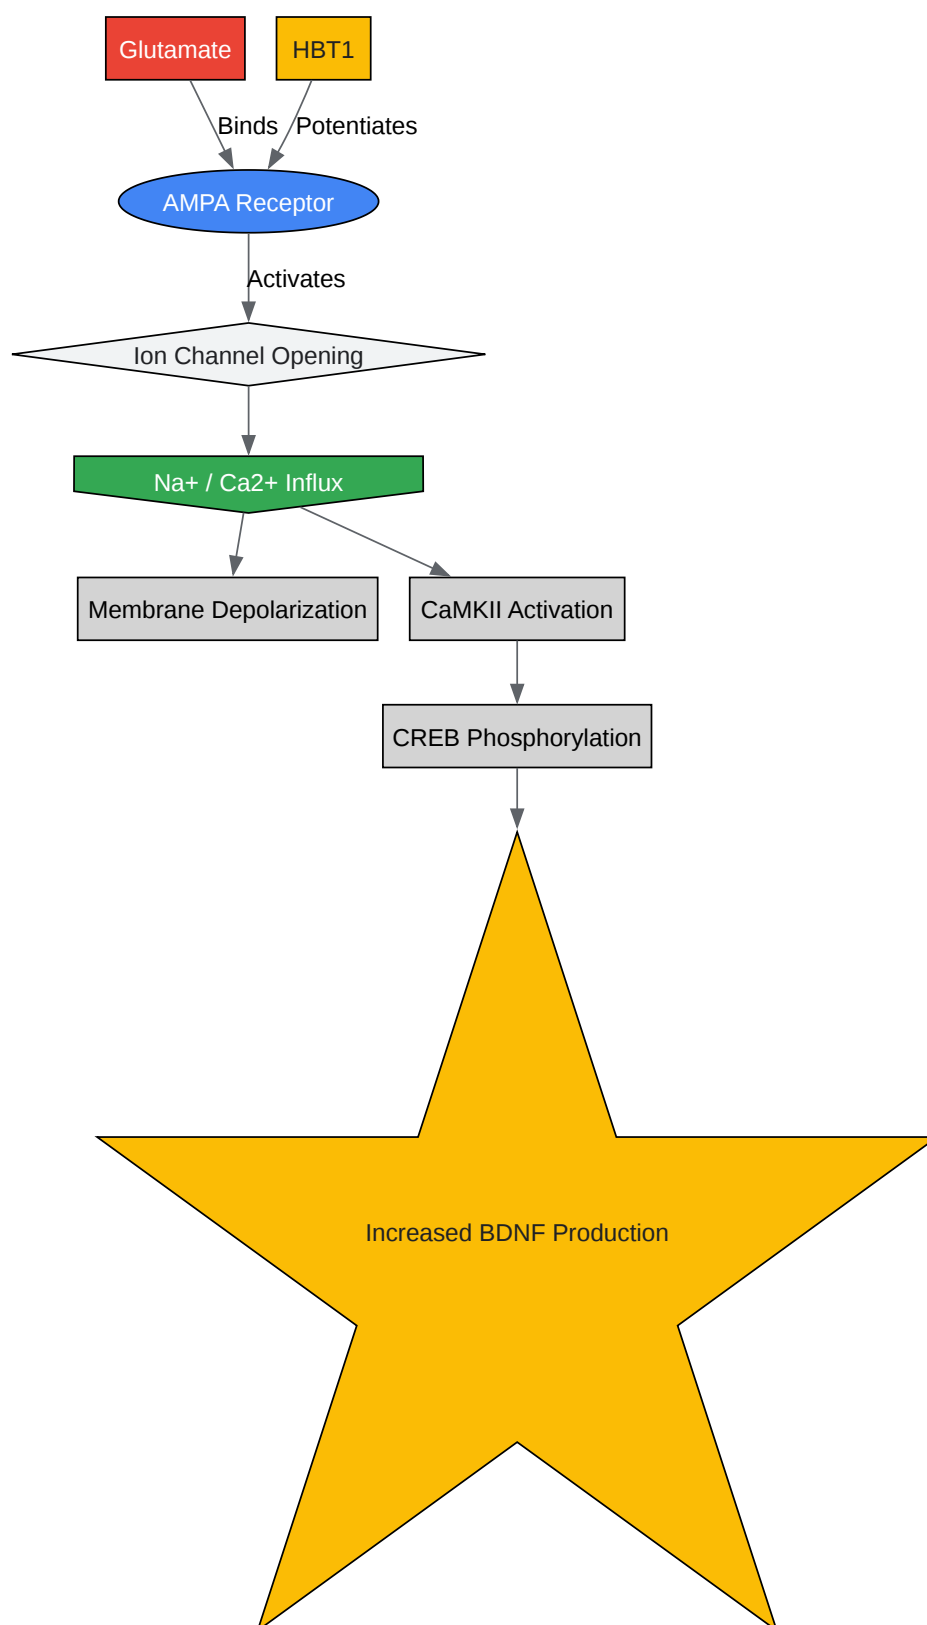 Glutamate
HBT1
Binds
Potentiates
AMPA Receptor
Activates
Ion Channel Opening
Na+ / Ca2+ Influx
Membrane Depolarization
CaMKII Activation
CREB Phosphorylation
Increased BDNF Production